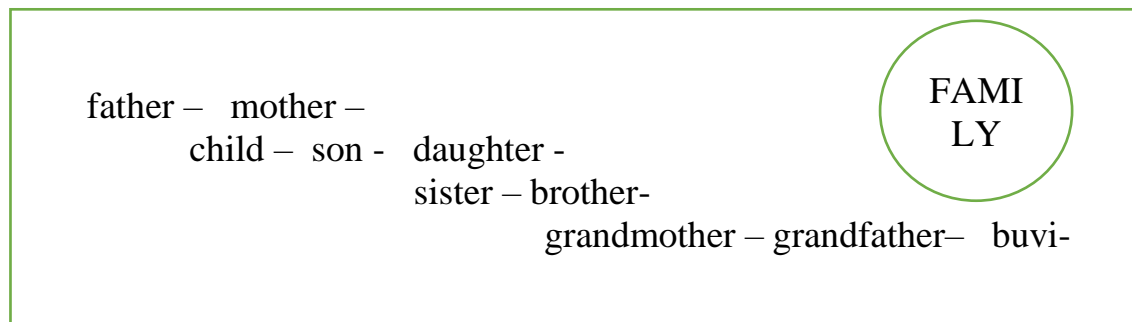 FAMI
LY
father – mother –
child – son - daughter -
sister – brother-
grandmother – grandfather– buvi-